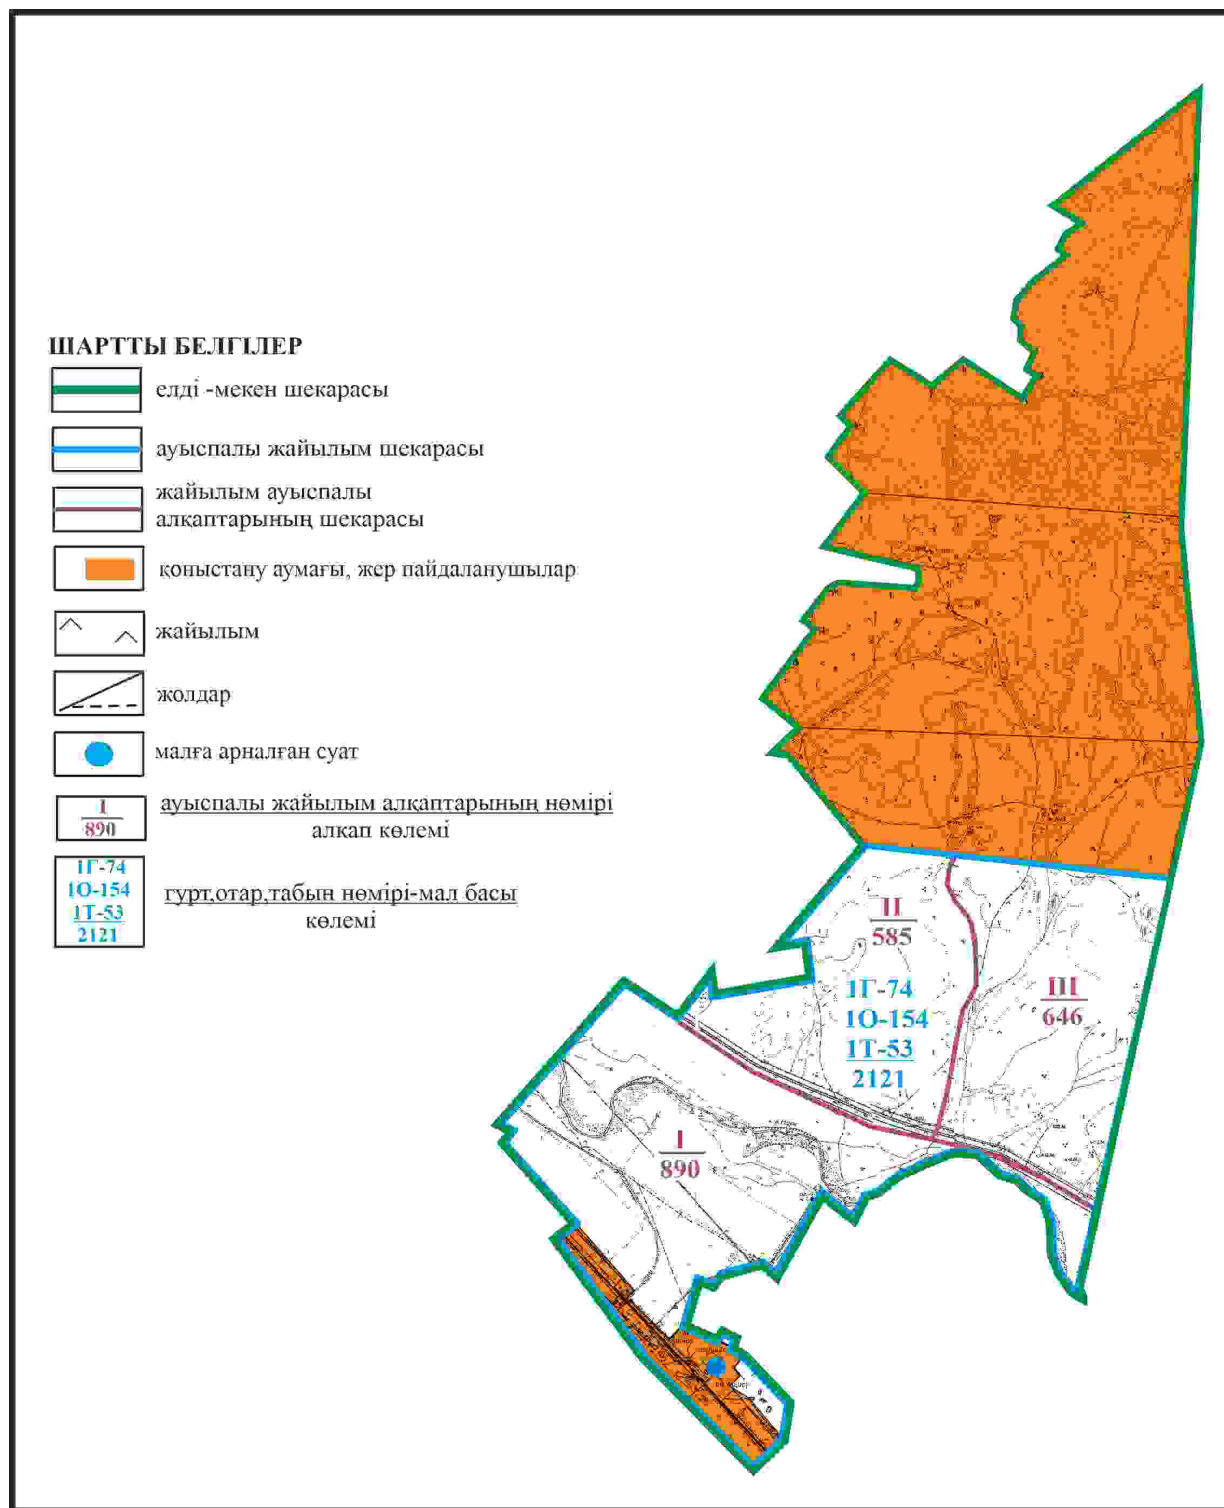 ШАРТТЫ БЕЛГІЛЕР
елді -мекен шекарасы
ауыспалы жайылым шекарасы
жайылым ауыспалы
алқаптарының шекарасы
қоныстану аумағы, жер пайдаланушылар
жайылым
жолдар
малға арналған суат
I
890
ауыспалы жайылым алқаптарының нөмірі
алқап көлемі
1Г-74
1О-154
1Т-53
2121
гурт,отар,табын нөмірі-мал басы
көлемі
II
585
1Г-74
1О-154
1Т-53
2121
III
646
I
890